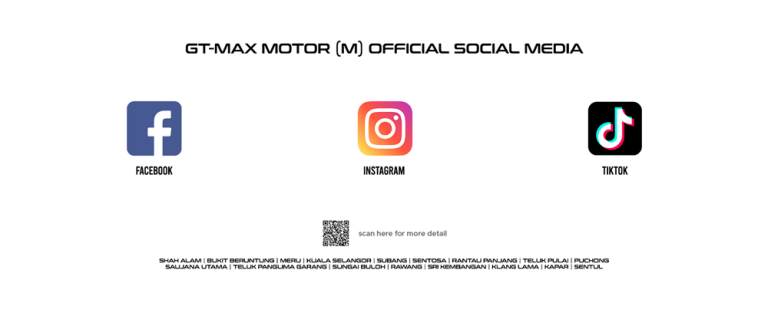 GT-MAX MOTOR (M) OFFICIAL SOCIAL MEDIA
FACEBOOK
INSTAGRAM
TIKTOK
scan here for more detail
SHAH ALAM | BUKIT BERUNTUNG | MERU | KUALA SELANGOR | SUBANG | SENTOSA | RANTAU PANJANG | TELUK PULAI | PUCHONG
SAUJANA UTAMA | TELUK PANGLIMA GARANG | SUNGAI BULOH | RAWANG | SRI KEMBANGAN | KLANG LAMA | KAPAR | SENTUL